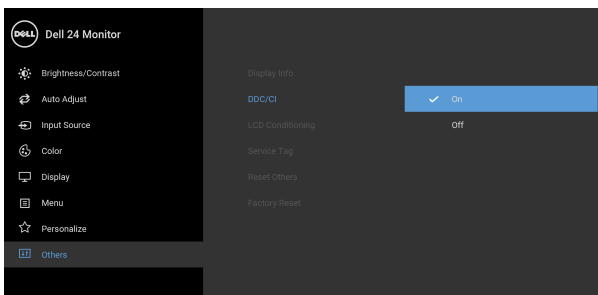 DELL Dell 24 Monitor
Brightness/Contrast
Auto Adjust
Input Source
Color
Display
Menu
Personalize
Others
Display Info
DDC/CI
LCD Conditioning
Service Tag
Reset Others
Factory Reset
On
Off